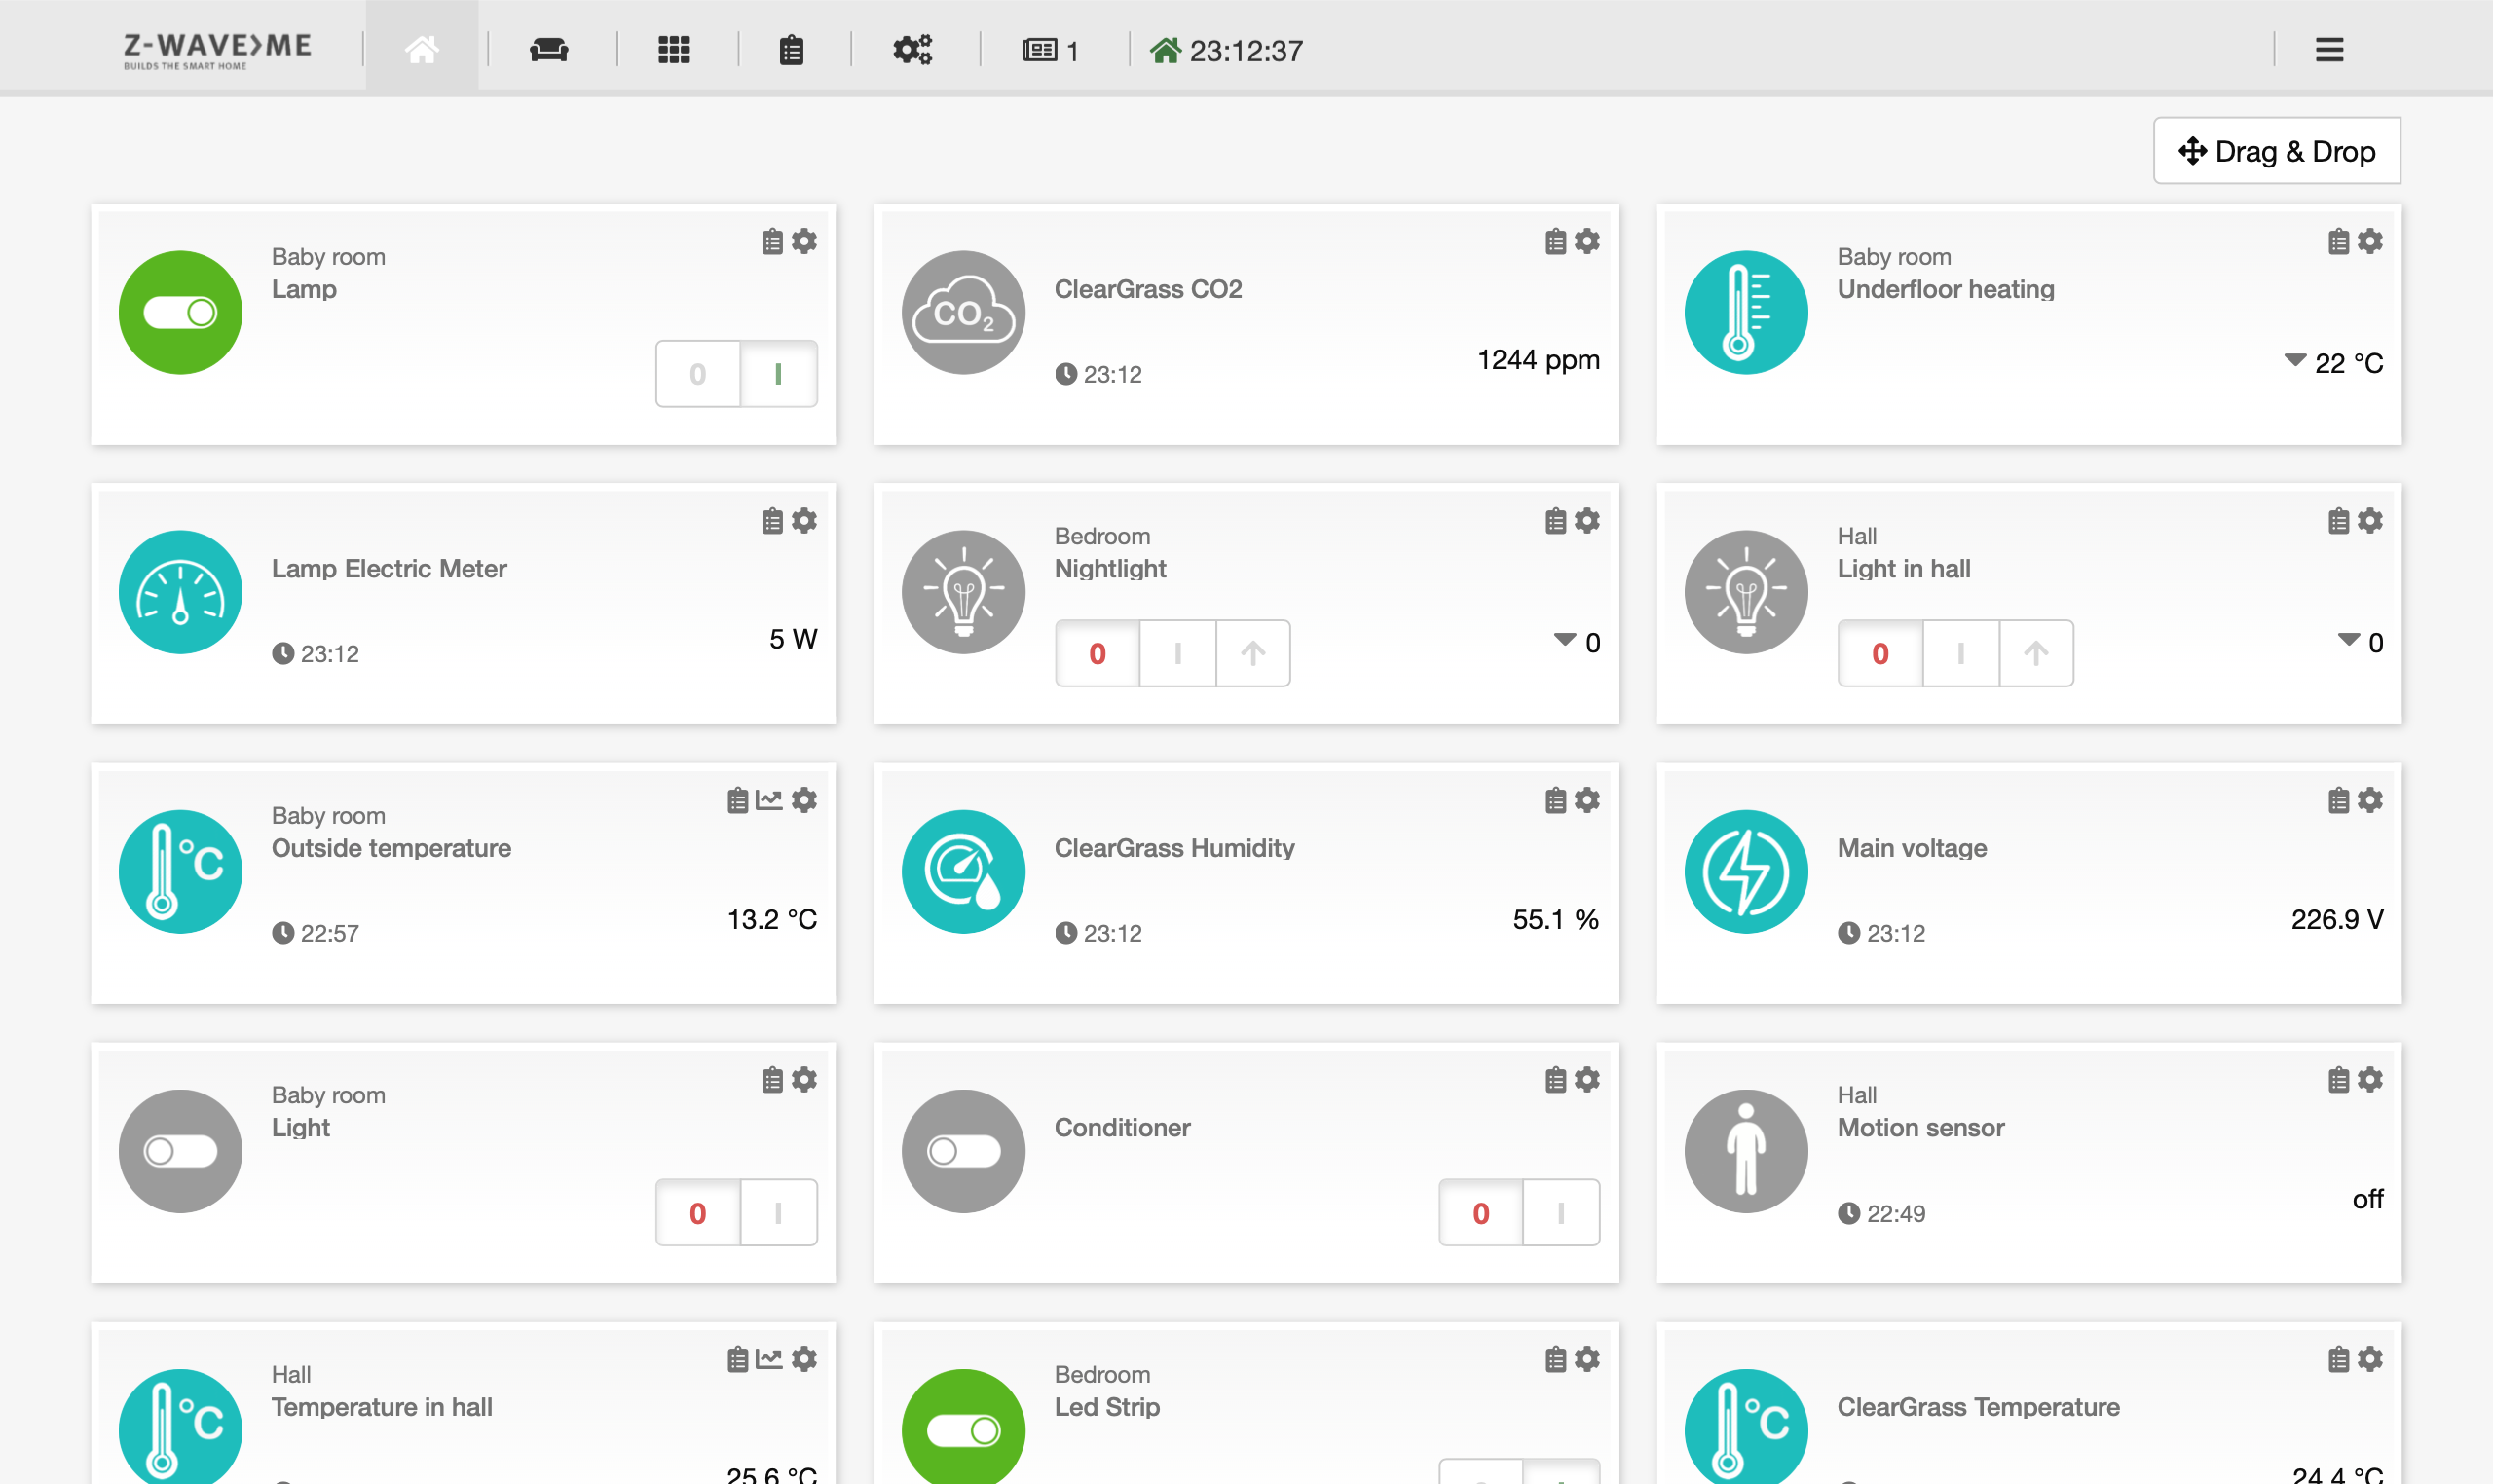 Z-WAVE>ME
BUILDS THE SMART HOME
1
23:12:37
Drag & Drop
Baby room
Lamp
0 I
ClearGrass CO2
CO2
23:12
1244 ppm
Baby room
Underfloor heating
22 °C
Lamp Electric Meter
23:12
5 W
Bedroom
Nightlight
0 I
0
Hall
Light in hall
0 I
0
Baby room
Outside temperature
°C
22:57
13.2 °C
ClearGrass Humidity
23:12
55.1 %
Main voltage
23:12
226.9 V
Baby room
Light
0 I
Conditioner
0 I
Hall
Motion sensor
22:49
off
Hall
Temperature in hall
°C
25.6 °C
Bedroom
Led Strip
ClearGrass Temperature
°C
24.4 °C